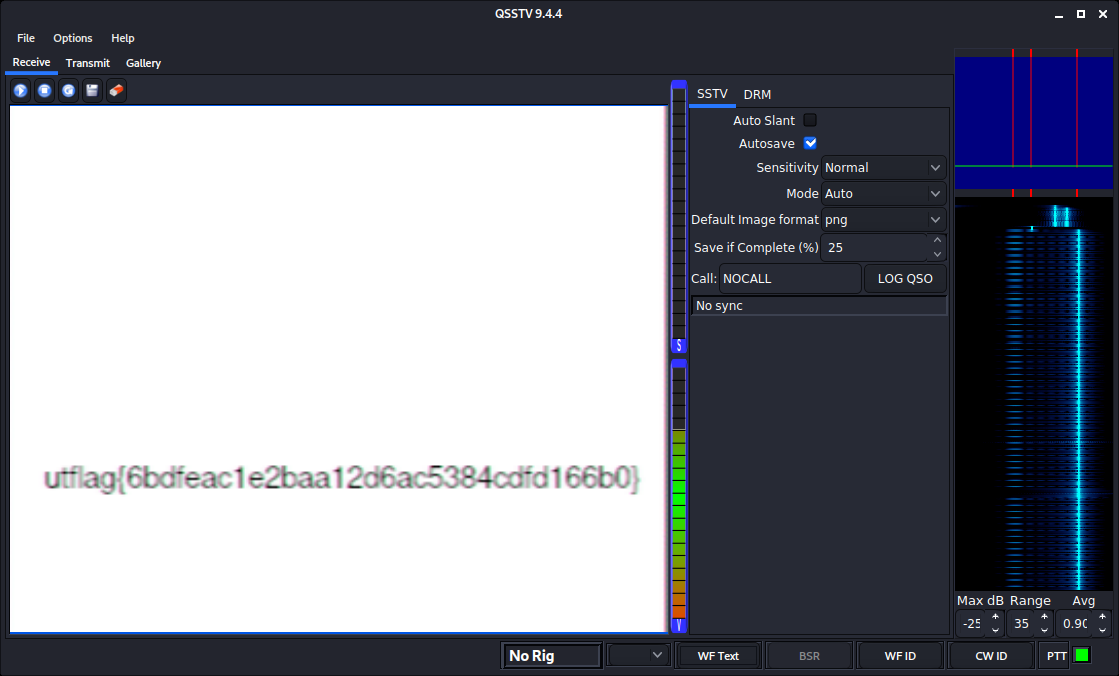 QSSTV 9.4.4
File Options Help
Receive Transmit Gallery
SSTV DRM
Auto Slant
Autosave
Sensitivity Normal
Mode Auto
Default Image format png
Save if Complete (%) 25
Call: NOCALL LOG QSO
No sync
S
utflag{6bdfeac1e2baa12d6ac5384cdfd166b0}
V
Max dB Range Avg
-25 35 0.90
No Rig WF Text BSR WF ID CW ID PTT